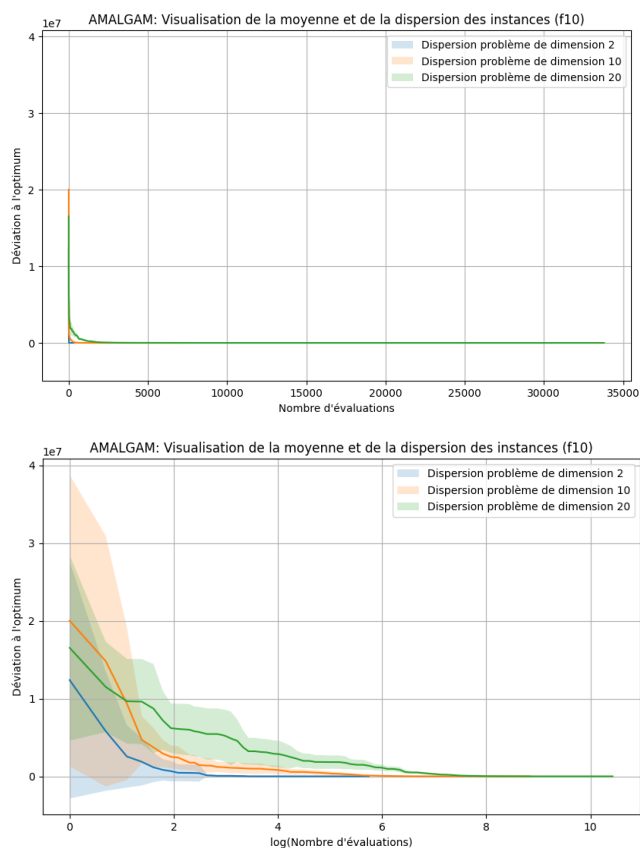 AMALGAM: Visualisation de la moyenne et de la dispersion des instances (f10)
1e7
Dispersion problème de dimension 2
Dispersion problème de dimension 10
Dispersion problème de dimension 20
4
3
2
1
0
Déviation à l'optimum
0 5000 10000 15000 20000 25000 30000 35000
Nombre d'évaluations
AMALGAM: Visualisation de la moyenne et de la dispersion des instances (f10)
1e7
Dispersion problème de dimension 2
Dispersion problème de dimension 10
Dispersion problème de dimension 20
4
3
2
1
0
Déviation à l'optimum
0 2 4 6 8 10
log(Nombre d'évaluations)